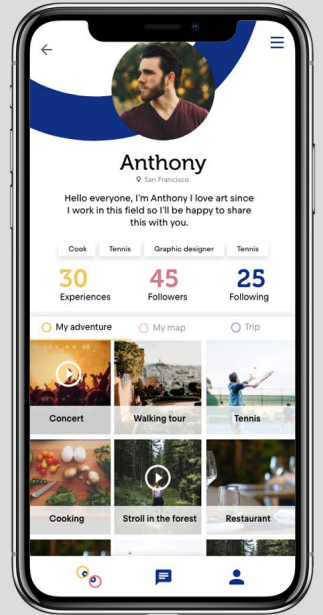 Anthony
San Francisco
Hello everyone, I'm Anthony I love art since
I work in this field so I'll be happy to share
this with you.
Cook Tennis Graphic designer Tennis
30 45 25
Experiences Followers Following
My adventure My map Trip
Concert Walking tour Tennis
Cooking Stroll in the forest Restaurant